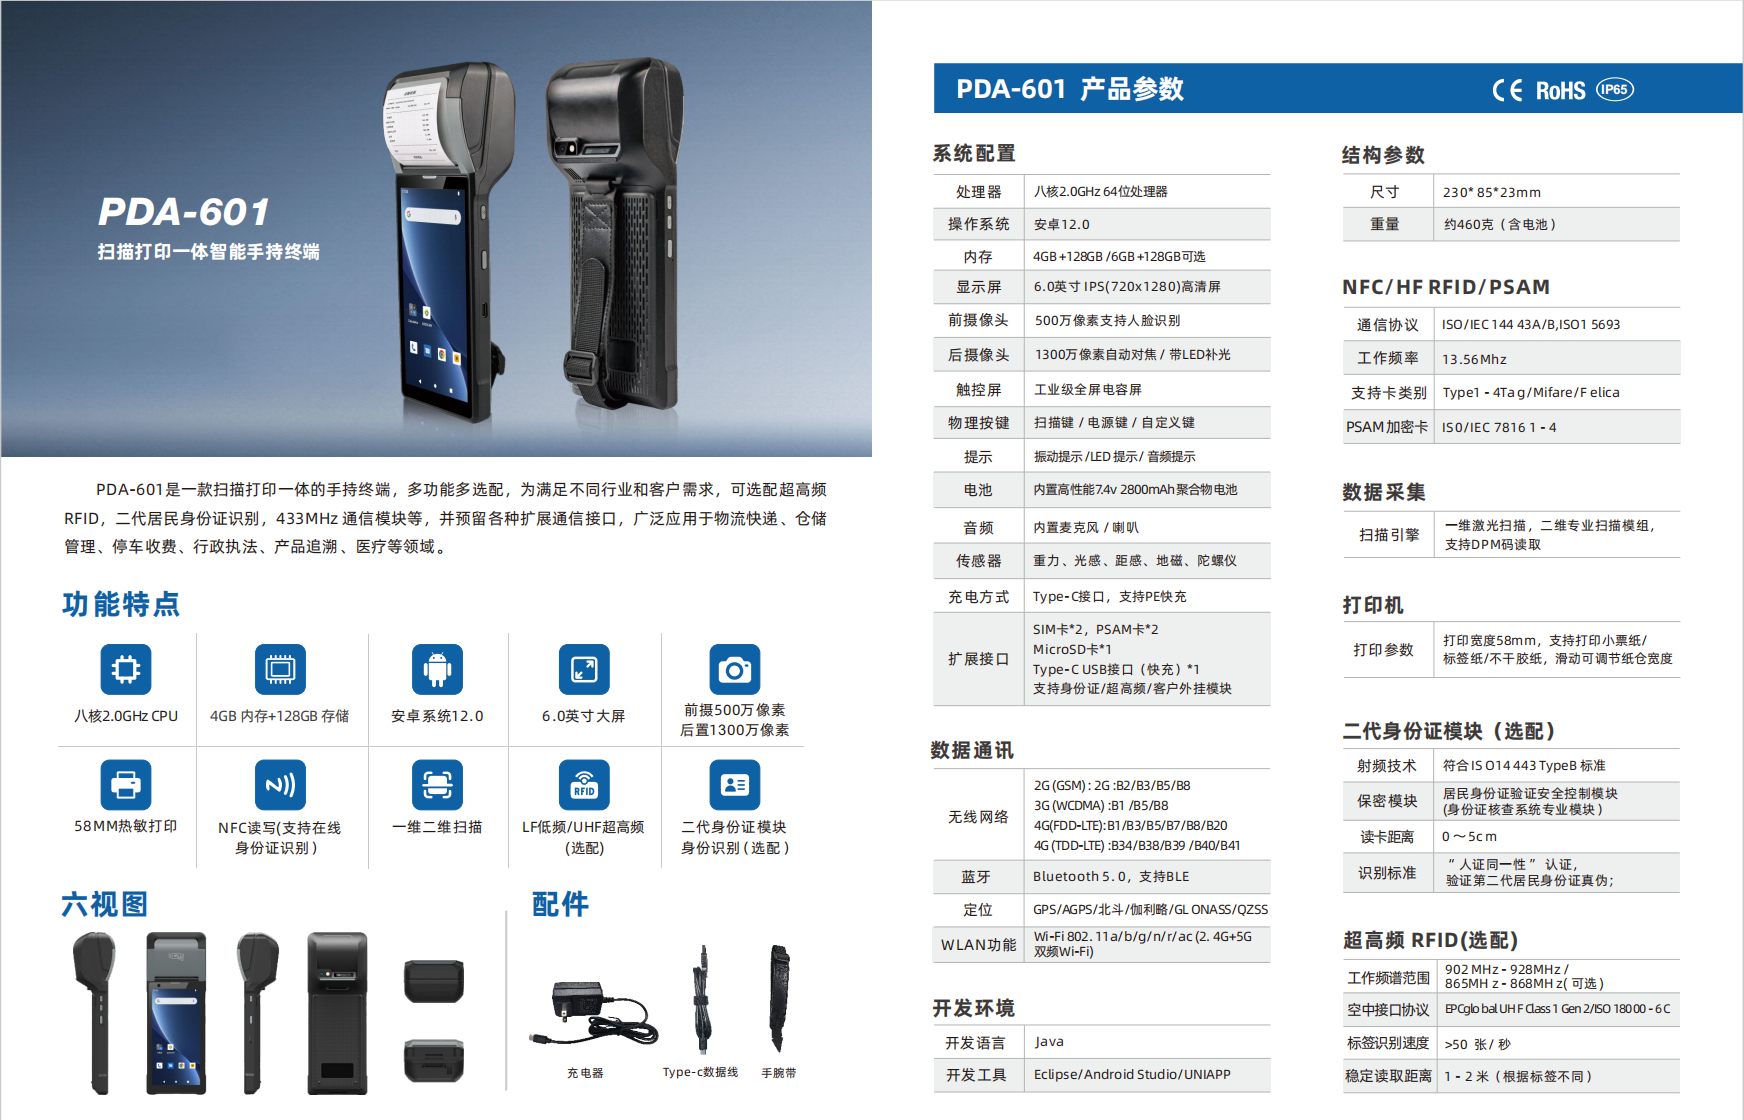 PDA-601
扫描打印一体智能手持终端
PDA-601是一款扫描打印一体的手持终端，多功能多选配，为满足不同行业和客户需求，可选配超高频
RFID，二代居民身份证识别，433MHz 通信模块等，并预留各种扩展通信接口，广泛应用于物流快递、仓储
管理、停车收费、行政执法、产品追溯、医疗等领域。
功能特点
八核2.0GHz CPU
4GB 内存+128GB 存储
安卓系统12.0
6.0英寸大屏
前摄500万像素
后置1300万像素
58MM热敏打印
NFC读写(支持在线
身份证识别）
一维二维扫描
RFID
LF低频/UHF超高频
(选配)
二代身份证模块
身份识别（选配）
六视图
配件
充电器
Type-c数据线
手腕带
PDA-601 产品参数
CE RoHS IP65
系统配置
处理器 八核2.0GHz 64位处理器
操作系统 安卓12.0
内存 4GB+128GB /6GB+128GB可选
显示屏 6.0英寸 IPS(720x1280)高清屏
前摄像头 500万像素支持人脸识别
后摄像头 1300万像素自动对焦 / 带LED补光
触控屏 工业级全屏电容屏
物理按键 扫描键 / 电源键 / 自定义键
提示 振动提示 /LED 提示 / 音频提示
电池 内置高性能7.4v 2800mAh 聚合物电池
音频 内置麦克风 / 喇叭
传感器 重力、光感、距感、地磁、陀螺仪
充电方式 Type-C接口，支持PE快充
扩展接口
SIM卡*2，PSAM卡*2
MicroSD卡*1
Type-C USB接口（快充）*1
支持身份证/超高频/客户外挂模块
数据通讯
无线网络
2G (GSM) : 2G :B2/B3/B5/B8
3G (WCDMA) :B1 /B5/B8
4G(FDD-LTE):B1/B3/B5/B7/B8/B20
4G (TDD-LTE) :B34/B38/B39 /B40/B41
蓝牙 Bluetooth 5. 0，支持BLE
定位 GPS/AGPS/北斗/伽利略/GL ONASS/QZSS
WLAN功能
Wi-Fi 802. 11a/b/g/n/r/ac (2. 4G+5G
双频Wi-Fi)
开发环境
开发语言 Java
开发工具 Eclipse/Android Studio/UNIAPP
结构参数
尺寸 230* 85*23mm
重量 约460克（含电池）
NFC/HF RFID/PSAM
通信协议 ISO/IEC 144 43A/B,ISO1 5693
工作频率 13.56Mhz
支持卡类别 Type1 - 4Tag/Mifare/F elica
PSAM加密卡 IS0/IEC 7816 1 - 4
数据采集
扫描引擎
一维激光扫描，二维专业扫描模组，
支持DPM码读取
打印机
打印参数
打印宽度58mm，支持打印小票纸/
标签纸/不干胶纸，滑动可调节纸仓宽度
二代身份证模块（选配）
射频技术 符合 IS O14 443 TypeB 标准
保密模块
居民身份证验证安全控制模块
(身份证核查系统专业模块）
读卡距离 0 ～5cm
识别标准
“ 人证同一性” 认证，
验证第二代居民身份证真伪；
超高频 RFID(选配)
工作频谱范围
902 MHz - 928MHz /
865MH z - 868MH z( 可选)
空中接口协议 EPCglo bal UH F Class 1 Gen 2/ISO 180 00 - 6 C
标签识别速度 >50 张 / 秒
稳定读取距离 1 - 2 米（根据标签不同）